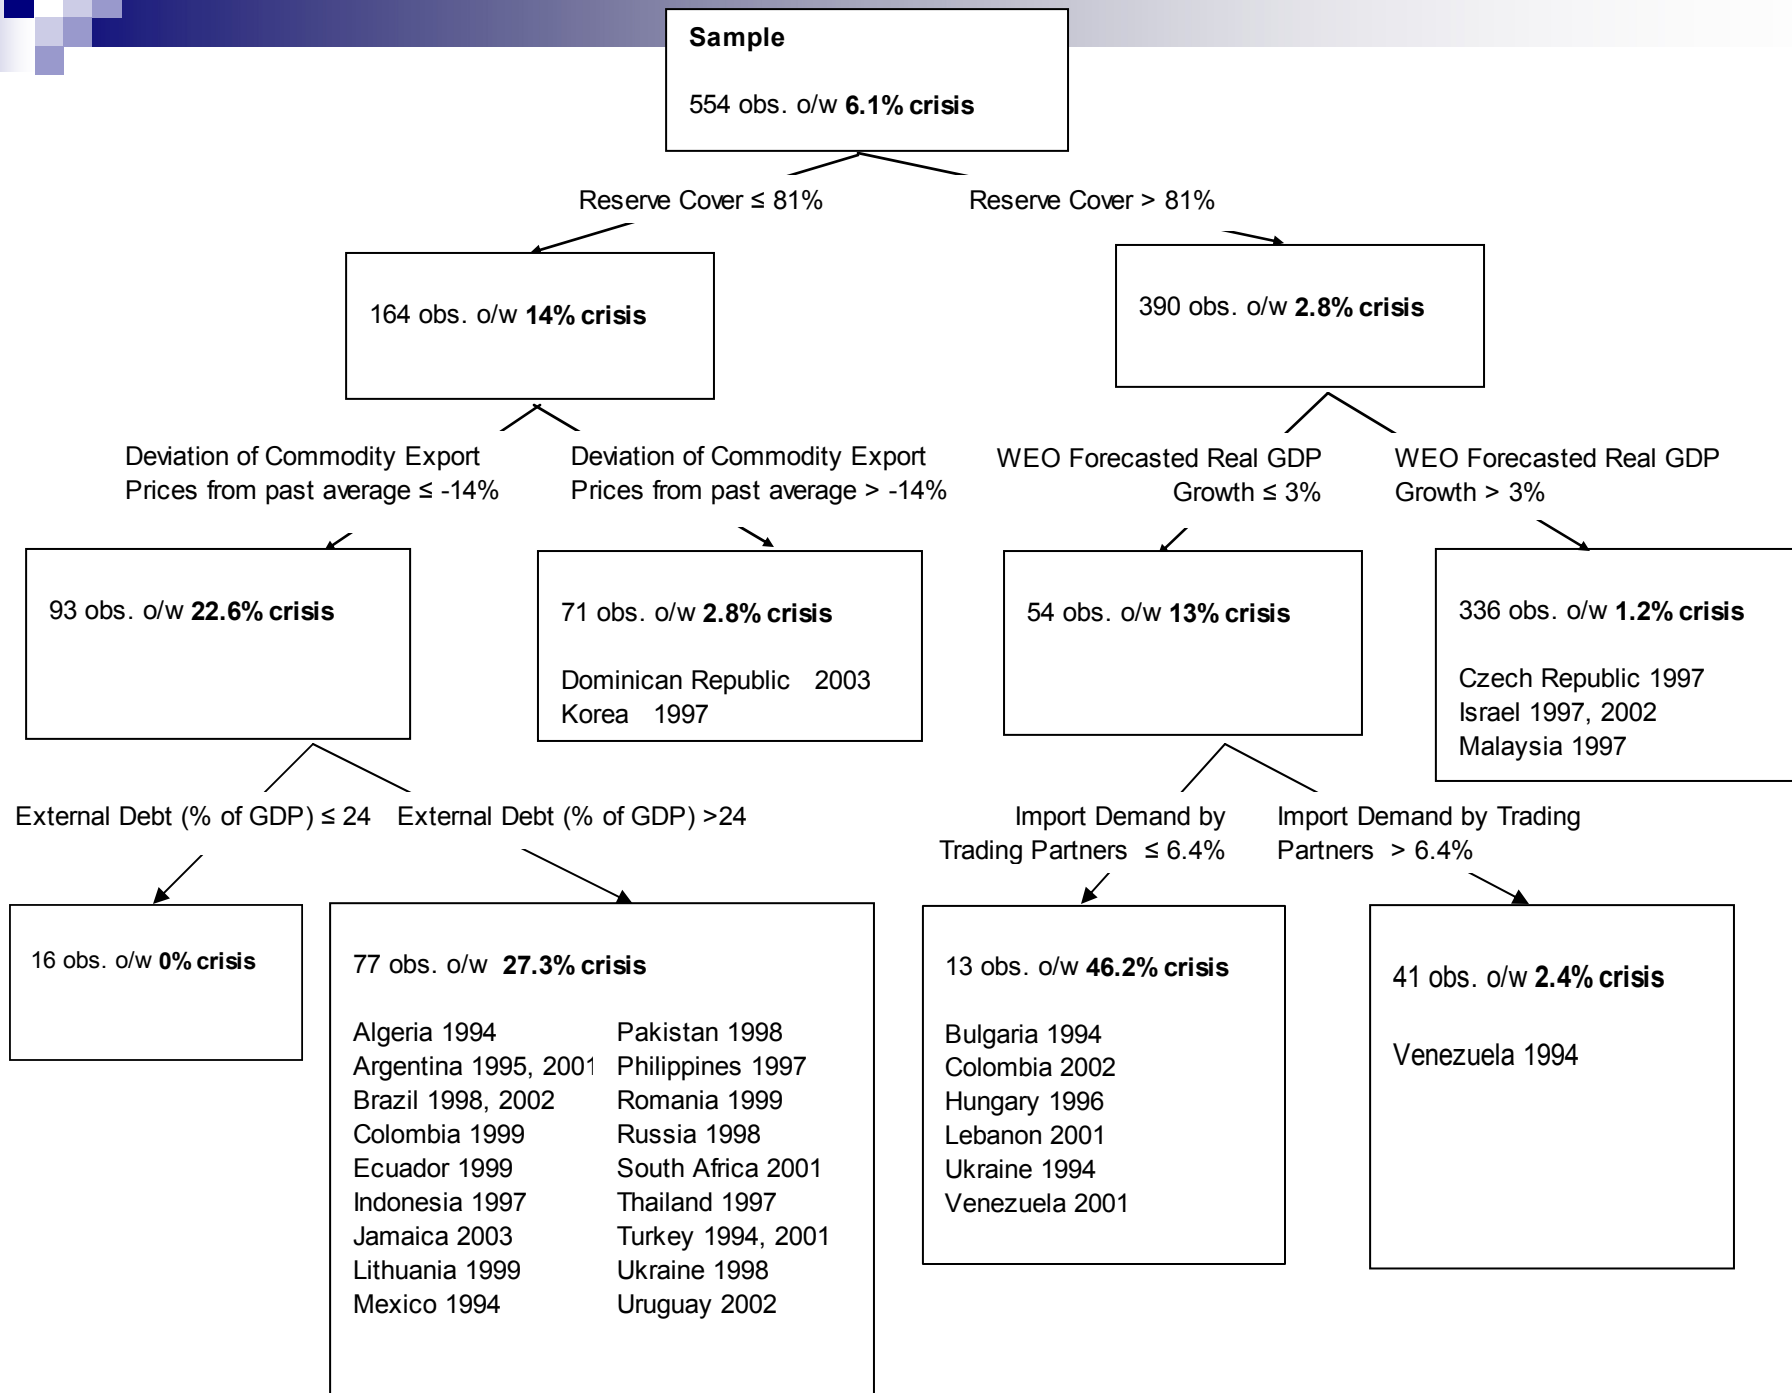 Sample
554 obs. o/w 6.1% crisis
Reserve Cover ≤ 81%
Reserve Cover > 81%
164 obs. o/w 14% crisis
390 obs. o/w 2.8% crisis
Deviation of Commodity Export
Prices from past average ≤ -14%
Deviation of Commodity Export
Prices from past average > -14%
WEO Forecasted Real GDP
Growth ≤ 3%
WEO Forecasted Real GDP
Growth > 3%
93 obs. o/w 22.6% crisis
71 obs. o/w 2.8% crisis
Dominican Republic 2003
Korea 1997
54 obs. o/w 13% crisis
336 obs. o/w 1.2% crisis
Czech Republic 1997
Israel 1997, 2002
Malaysia 1997
External Debt (% of GDP) ≤ 24
External Debt (% of GDP) >24
Import Demand by
Trading Partners ≤ 6.4%
Import Demand by Trading
Partners > 6.4%
16 obs. o/w 0% crisis
77 obs. o/w 27.3% crisis
Algeria 1994
Argentina 1995, 2001
Brazil 1998, 2002
Colombia 1999
Ecuador 1999
Indonesia 1997
Jamaica 2003
Lithuania 1999
Mexico 1994
Pakistan 1998
Philippines 1997
Romania 1999
Russia 1998
South Africa 2001
Thailand 1997
Turkey 1994, 2001
Ukraine 1998
Uruguay 2002
13 obs. o/w 46.2% crisis
Bulgaria 1994
Colombia 2002
Hungary 1996
Lebanon 2001
Ukraine 1994
Venezuela 2001
41 obs. o/w 2.4% crisis
Venezuela 1994